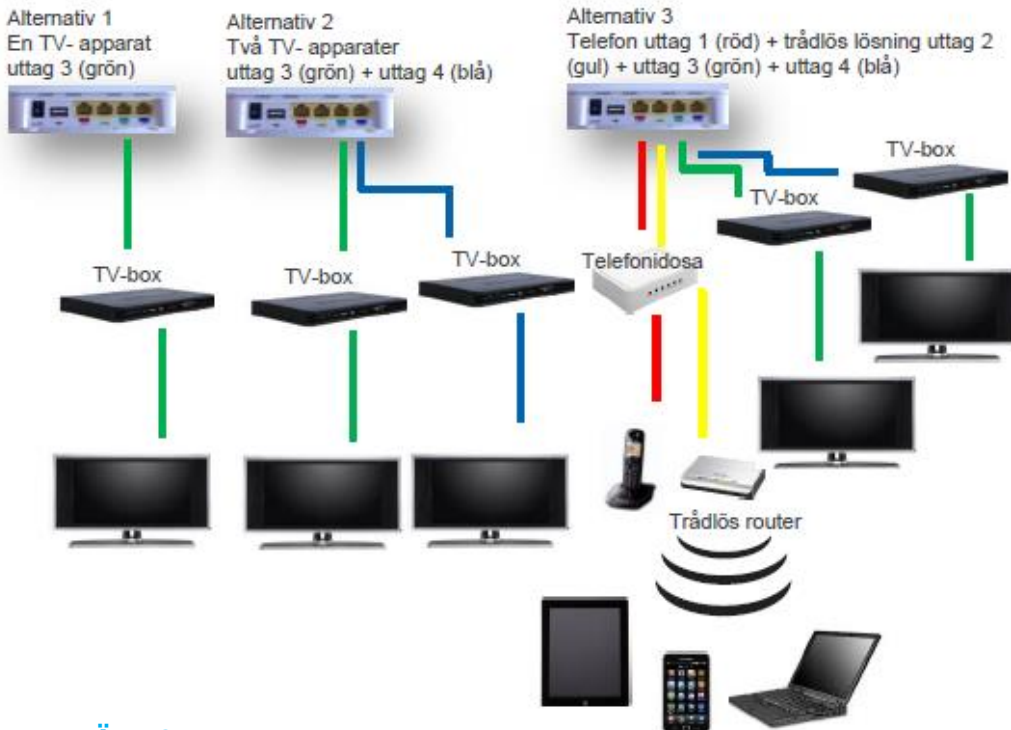 Alternativ 1
En TV- apparat
uttag 3 (grön)
Alternativ 2
Två TV- apparater
uttag 3 (grön) + uttag 4 (blå)
Alternativ 3
Telefon uttag 1 (röd) + trådlös lösning uttag 2
(gul) + uttag 3 (grön) + uttag 4 (blå)
TV-box
TV-box
TV-box
TV-box
TV-box
Telefonidosa
Trådlös router